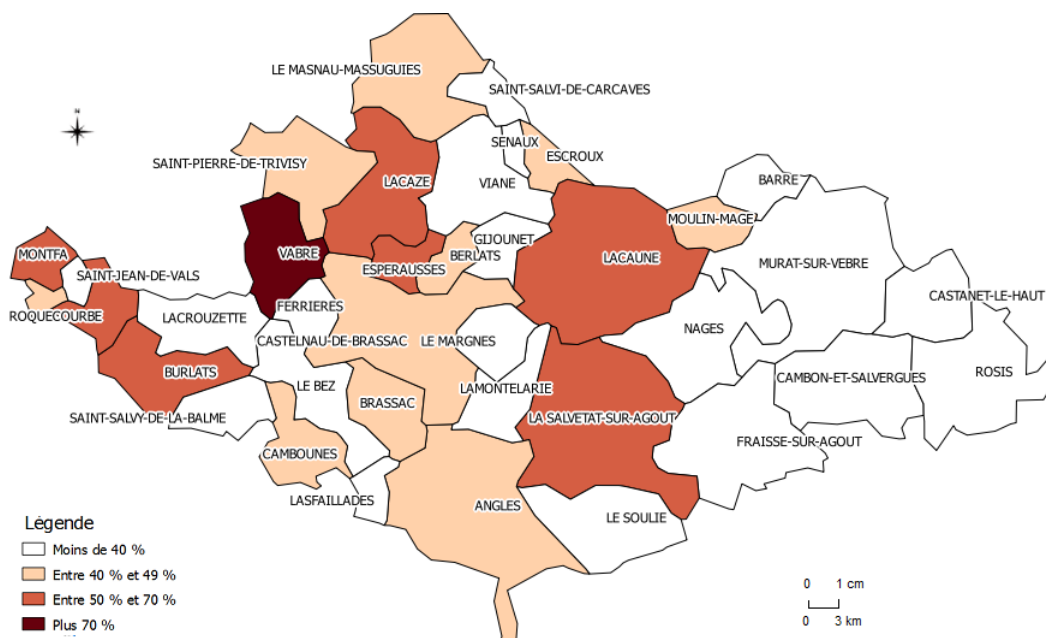 LE MASNAU-MASSUGUIES
SAINT-SALVI-DE-CARCAVES
N
SENAUX
ESCROUX
SAINT-PIERRE-DE-TRIVISY
LACAZE
VIANE
BARRE
MOULIN-MAGE
GIJOUNET
MONTFA
VABRE
BERLATS
LACAUNE
MURAT-SUR-VEBRE
SAINT-JEAN-DE-VALS
ESPERAUSSES
CASTANET-LE-HAUT
FERRIERES
ROQUECOURBE
LACROUZETTE
NAGES
CASTELNAU-DE-BRASSAC
LE MARGNES
BURLATS
ROSIS
CAMBON-ET-SALVERGUES
LE BEZ
LAMONTELARIE
BRASSAC
SAINT-SALVY-DE-LA-BALME
LA SALVETAT-SUR-AGOUT
FRAISSE-SUR-AGOUT
CAMBOUNES
LASFAILLADES
ANGLES
LE SOULIE
Légende
Moins de 40 %
Entre 40 % et 49 %
Entre 50 % et 70 %
Plus 70 %
0 1 cm
0 3 km